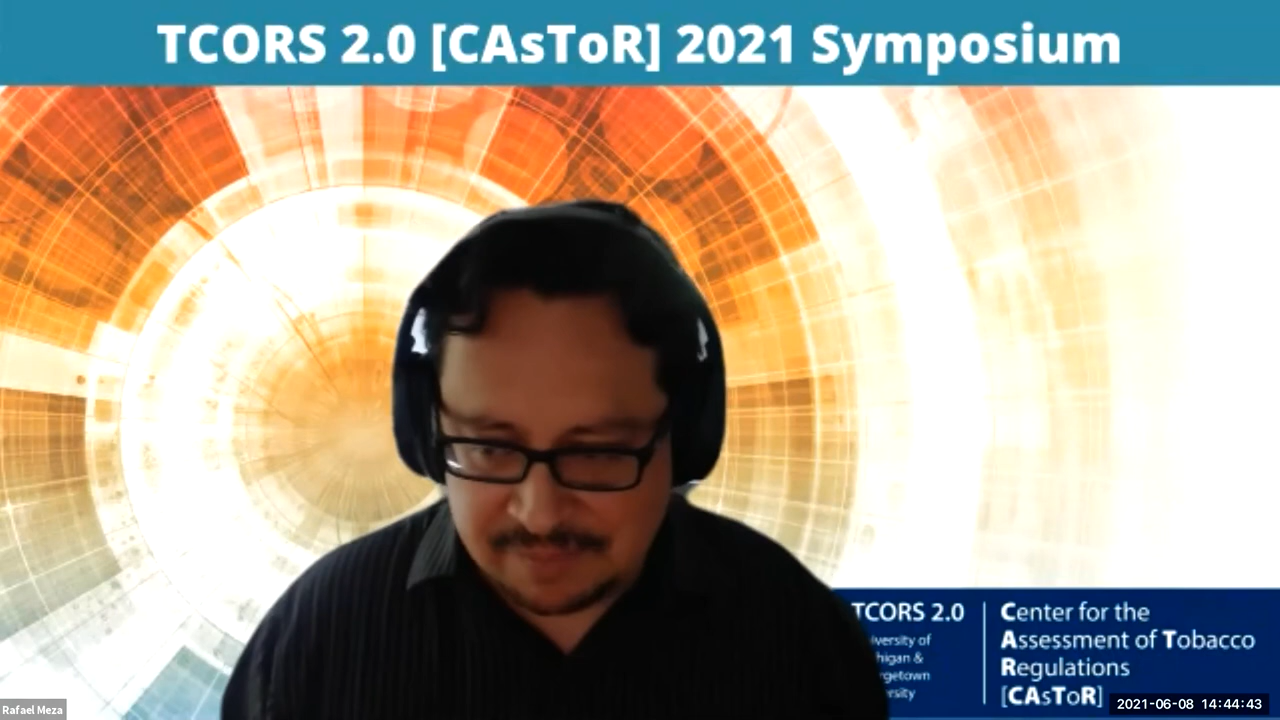 TCORS 2.0 [CAsToR] 2021 Symposium
TCORS 2.0
&
Center for the
Assessment of Tobacco
Regulations
[CAsToR]
2021-06-08 14:44:43
Rafael Meza